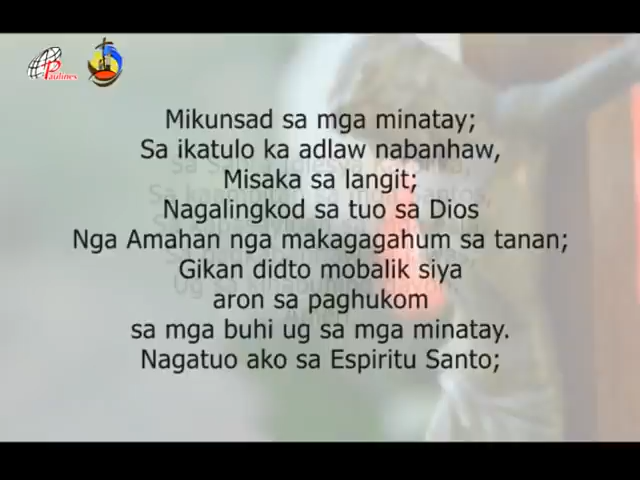 Paulines
Mikunsad sa mga minatay;
Sa ikatulo ka adlaw nabanhaw,
Misaka sa langit;
Nagalingkod sa tuo sa Dios
Nga Amahan nga makagagahum sa tanan;
Gikan didto mobalik siya
aron sa paghukom
sa mga buhi ug sa mga minatay.
Nagatuo ako sa Espiritu Santo;